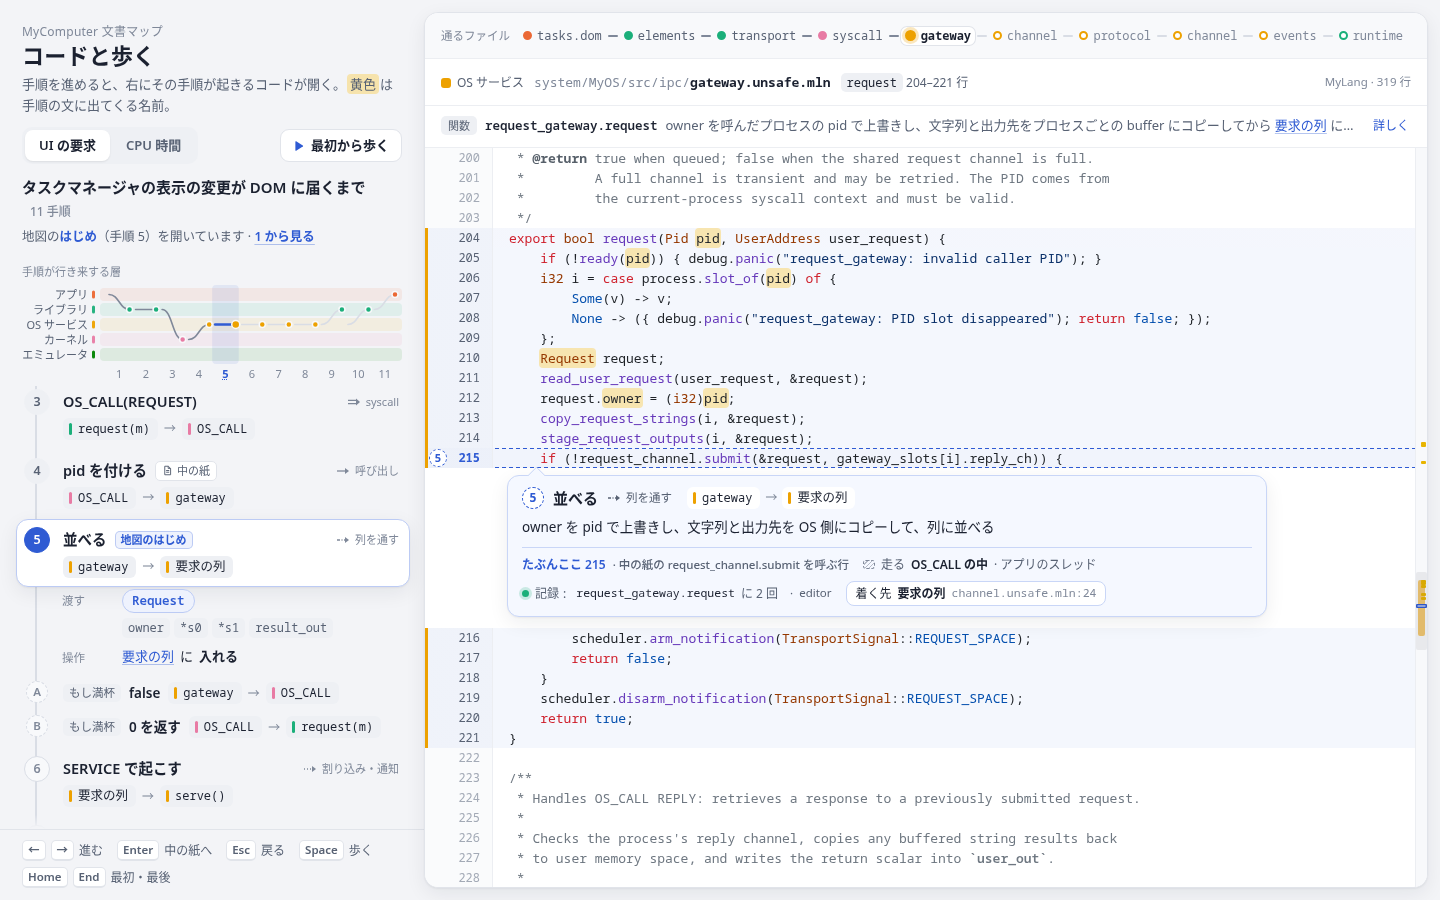 MyComputer 文書マップ
コードと歩く
手順を進めると、右にその手順が起きるコードが開く。 黄色 は
手順の文に出てくる名前。
UI の要求 CPU 時間 ▶ 最初から歩く
タスクマネージャの表示の変更が DOM に届くまで
11 手順
地図のはじめ（手順 5）を開いています · 1 から見る
手順が行き来する層
アプリ
ライブラリ
OS サービス
カーネル
エミュレータ
1 2 3 4 5 6 7 8 9 10 11
3 OS_CALL(REQUEST) ⇉ syscall
request(m) → OS_CALL
4 pid を付ける 中の紙 → 呼び出し
OS_CALL → gateway
5 並べる 地図のはじめ ⇢ 列を通す
gateway → 要求の列
渡す Request
owner *s0 *s1 result_out
操作 要求の列 に 入れる
A もし満杯 false gateway → OS_CALL
B もし満杯 0 を返す OS_CALL → request(m)
6 SERVICE で起こす ⇢ 割り込み・通知
要求の列 → serve()
← → 進む Enter 中の紙へ Esc 戻る Space 歩く
Home End 最初・最後
通るファイル tasks.dom elements transport syscall gateway channel protocol channel events runtime
OS サービス system/MyOS/src/ipc/gateway.unsafe.mln request 204–221 行 MyLang · 319 行
関数 request_gateway.request owner を呼んだプロセスの pid で上書きし、文字列と出力先をプロセスごとの buffer にコピーしてから 要求の列 に… 詳しく
200 * @return true when queued; false when the shared request channel is full.
201 * A full channel is transient and may be retried. The PID comes from
202 * the current-process syscall context and must be valid.
203 */
204 export bool request(Pid pid, UserAddress user_request) {
205 if (!ready(pid)) { debug.panic("request_gateway: invalid caller PID"); }
206 i32 i = case process.slot_of(pid) of {
207 Some(v) -> v;
208 None -> ({ debug.panic("request_gateway: PID slot disappeared"); return false; });
209 };
210 Request request;
211 read_user_request(user_request, &request);
212 request.owner = (i32)pid;
213 copy_request_strings(i, &request);
214 stage_request_outputs(i, &request);
5 215 if (!request_channel.submit(&request, gateway_slots[i].reply_ch)) {
5 並べる ⇢ 列を通す gateway → 要求の列
owner を pid で上書きし、文字列と出力先を OS 側にコピーして、列に並べる
たぶんここ 215 · 中の紙の request_channel.submit を呼ぶ行 走る OS_CALL の中 · アプリのスレッド
記録： request_gateway.request に 2 回 · editor 着く先 要求の列 channel.unsafe.mln:24
216 scheduler.arm_notification(TransportSignal::REQUEST_SPACE);
217 return false;
218 }
219 scheduler.disarm_notification(TransportSignal::REQUEST_SPACE);
220 return true;
221 }
222
223 /**
224 * Handles OS_CALL REPLY: retrieves a response to a previously submitted request.
225 *
226 * Checks the process's reply channel, copies any buffered string results back
227 * to user memory space, and writes the return scalar into `user_out`.
228 *